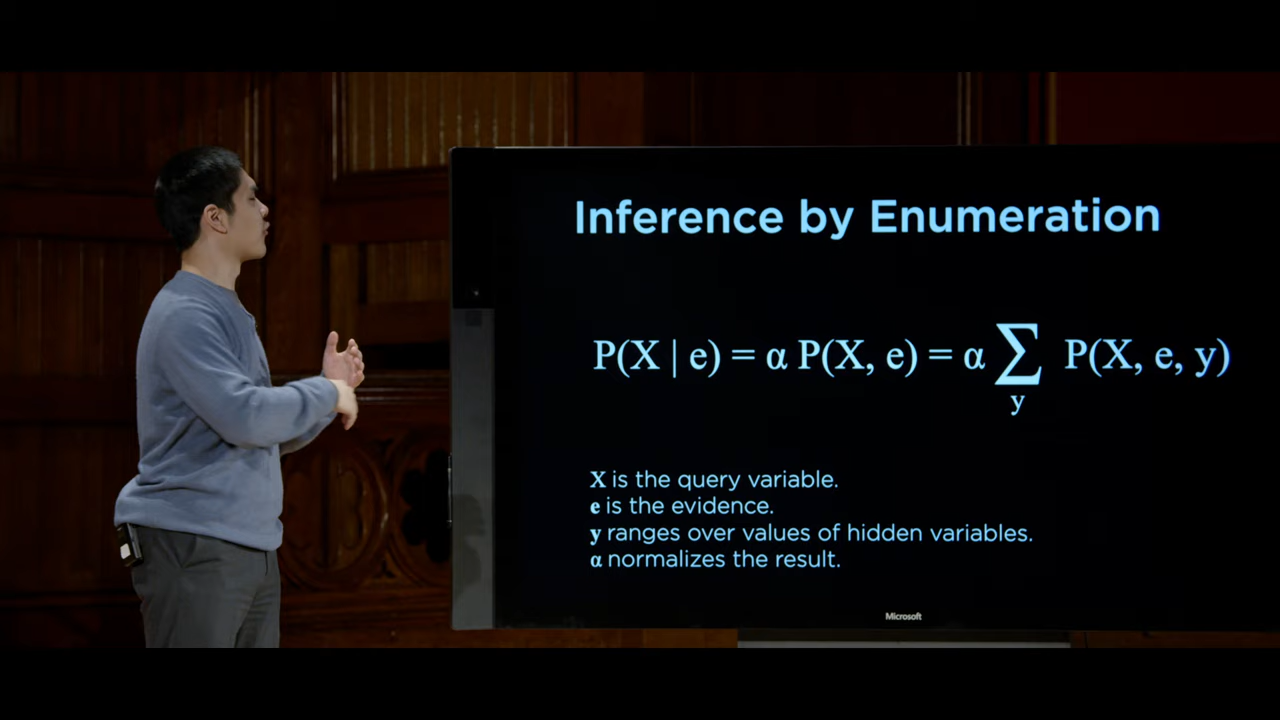 Inference by Enumeration
P(X | e) = α P(X, e) = α ∑ P(X, e, y)
y
X is the query variable.
e is the evidence.
y ranges over values of hidden variables.
α normalizes the result.
Microsoft